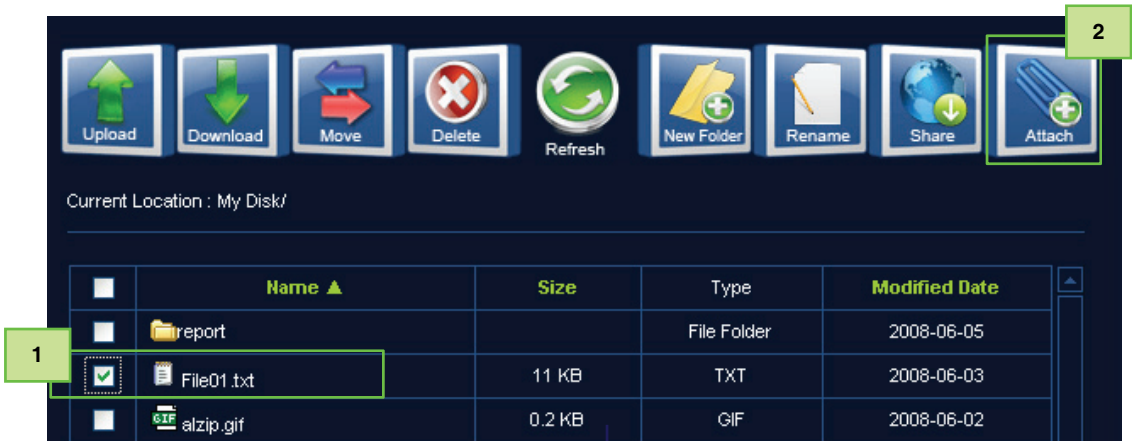 2
Upload Download Move Delete Refresh New Folder Rename Share Attach
Current Location : My Disk/
Name ▲ Size Type Modified Date
report File Folder 2008-06-05
1
File01.txt 11 KB TXT 2008-06-03
GIF alzip.gif 0.2 KB GIF 2008-06-02